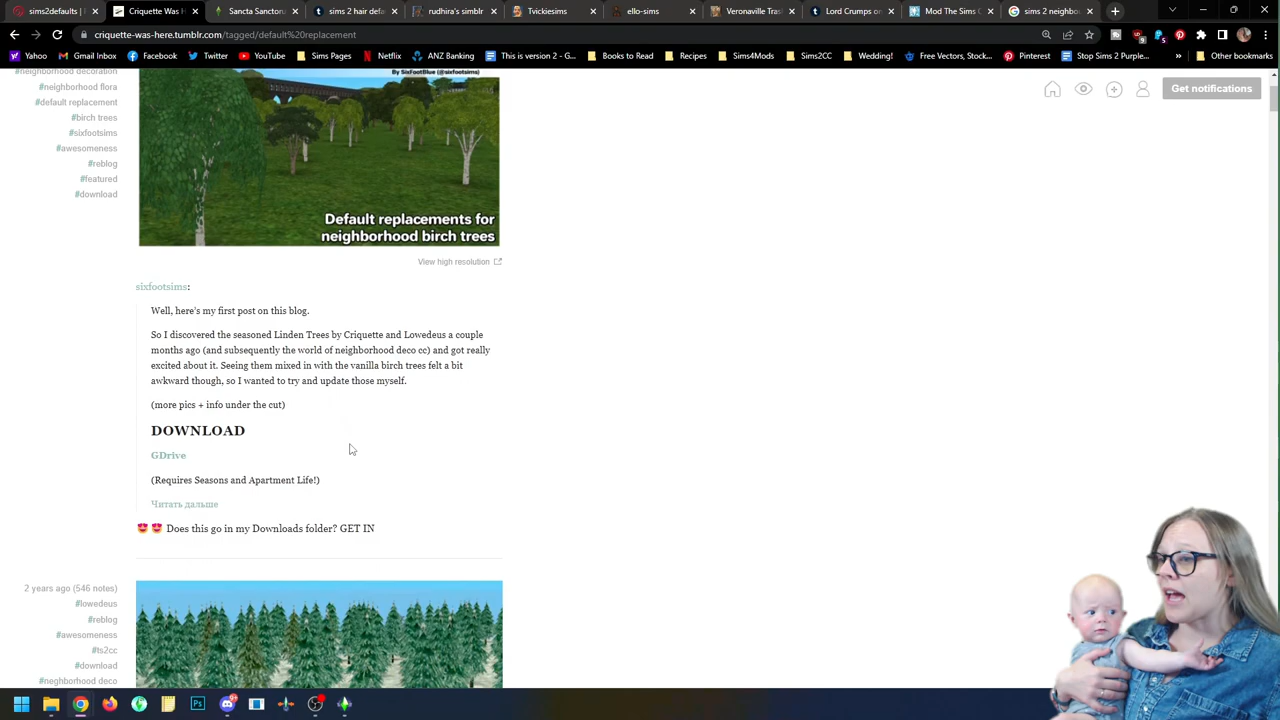 sims2defaults
Criquette-was-h
Sancta Sanctoru
sims 2 hair defa
rudhira's simblr
Tvickiesims
ello-sims
Veronaville Tras
Lord Crumps o
Mod The Sims C
sims 2 neighbor
criquette-was-here.tumblr.com/tagged/default%20replacement
Yahoo
Gmail Inbox
Facebook
Twitter
YouTube
Sims Pages
Netflix
ANZ Banking
This is version 2 - G...
Books to Read
Recipes
Sims4Mods
Sims2CC
Wedding!
Free Vectors, Stock...
Pinterest
Stop Sims 2 Purple...
Other bookmarks
Get notifications
#neighborhood decoration
#neighborhood flora
#default replacement
#birch trees
#sixfootsims
#awesomeness
#reblog
#featured
#download
By SixFootBlue (@sixfootsims)
Default replacements for
neighborhood birch trees
View high resolution
sixfootsims:
Well, here's my first post on this blog.
So I discovered the seasoned Linden Trees by Criquette and Lowedeus a couple
months ago (and subsequently the world of neighborhood deco cc) and got really
excited about it. Seeing them mixed in with the vanilla birch trees felt a bit
awkward though, so I wanted to try and update those myself.
(more pics + info under the cut)
DOWNLOAD
GDrive
(Requires Seasons and Apartment Life!)
Читать дальше
😍😍 Does this go in my Downloads folder? GET IN
2 years ago (546 notes)
#lowedeus
#reblog
#awesomeness
#ts2cc
#download
#neghborhood deco